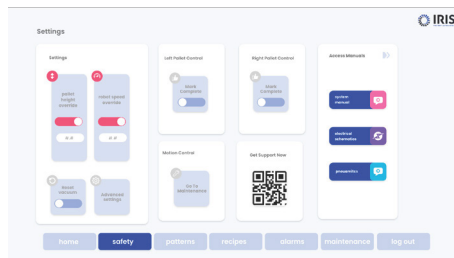 IRIS
Settings
Settings
pallet
height
override
robot speed
override
Reset
Vacuum
Advanced
settings
Left Pallet Control
Mark
Complete
Right Pallet Control
Mark
Complete
Motion Control
Go To
Maintenance
Get Support Now
Access Manuals
system
manual
electrical
schematics
pneumatics
home
safety
patterns
recipes
alarms
maintenance
log out